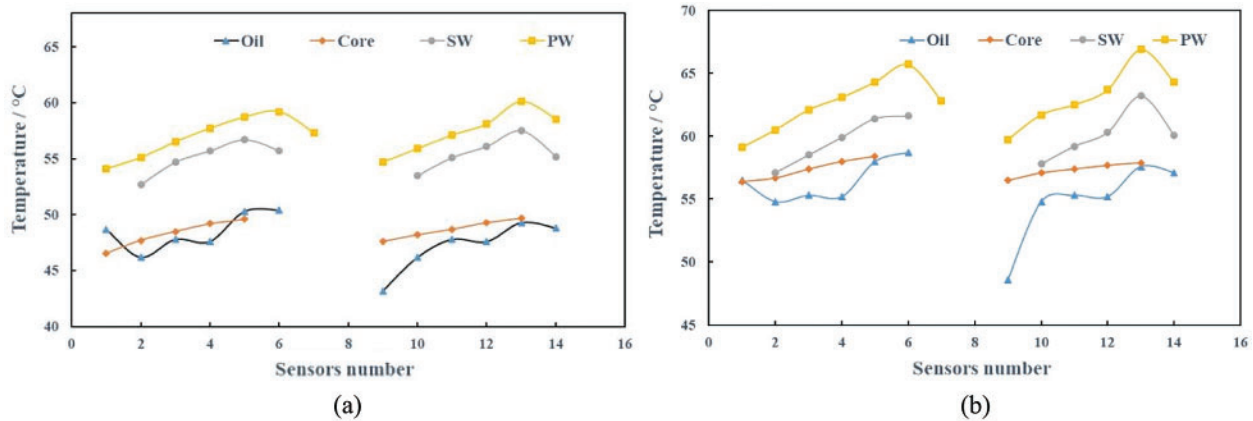 Oil Core SW PW
65
60
55
50
45
40
0 2 4 6 8 10 12 14 16
Temperature / °C
Sensors number
(a)
Oil Core SW PW
70
65
60
55
50
45
0 2 4 6 8 10 12 14 16
Temperature / °C
Sensors number
(b)